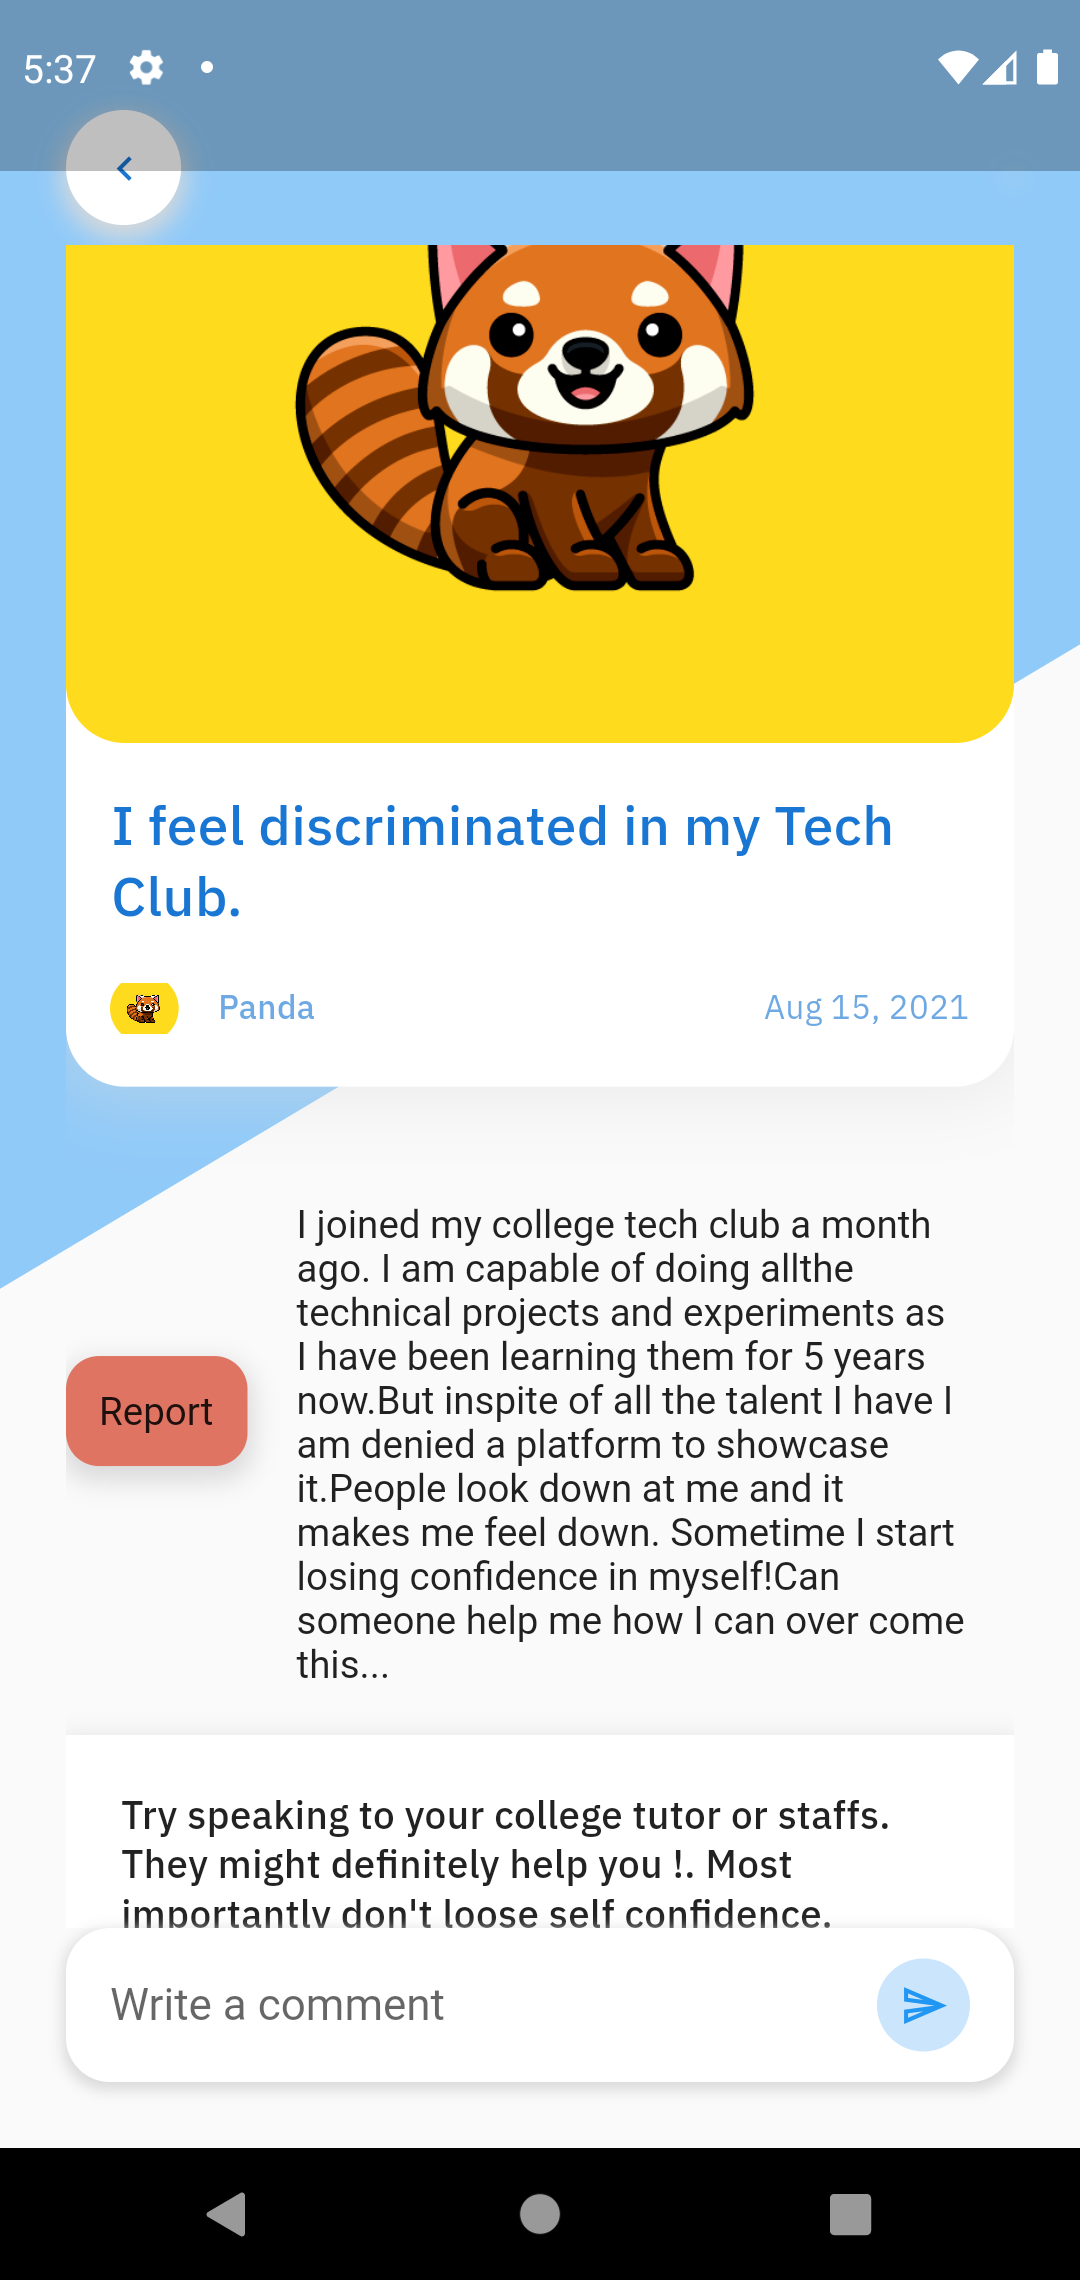 5:37
I feel discriminated in my Tech
Club.
Panda
Aug 15, 2021
I joined my college tech club a month
ago. I am capable of doing allthe
technical projects and experiments as
I have been learning them for 5 years
now.But inspite of all the talent I have I
am denied a platform to showcase
it.People look down at me and it
makes me feel down. Sometime I start
losing confidence in myself!Can
someone help me how I can over come
this...
Report
Try speaking to your college tutor or staffs.
They might definitely help you !. Most
importantly don't loose self confidence.
Write a comment